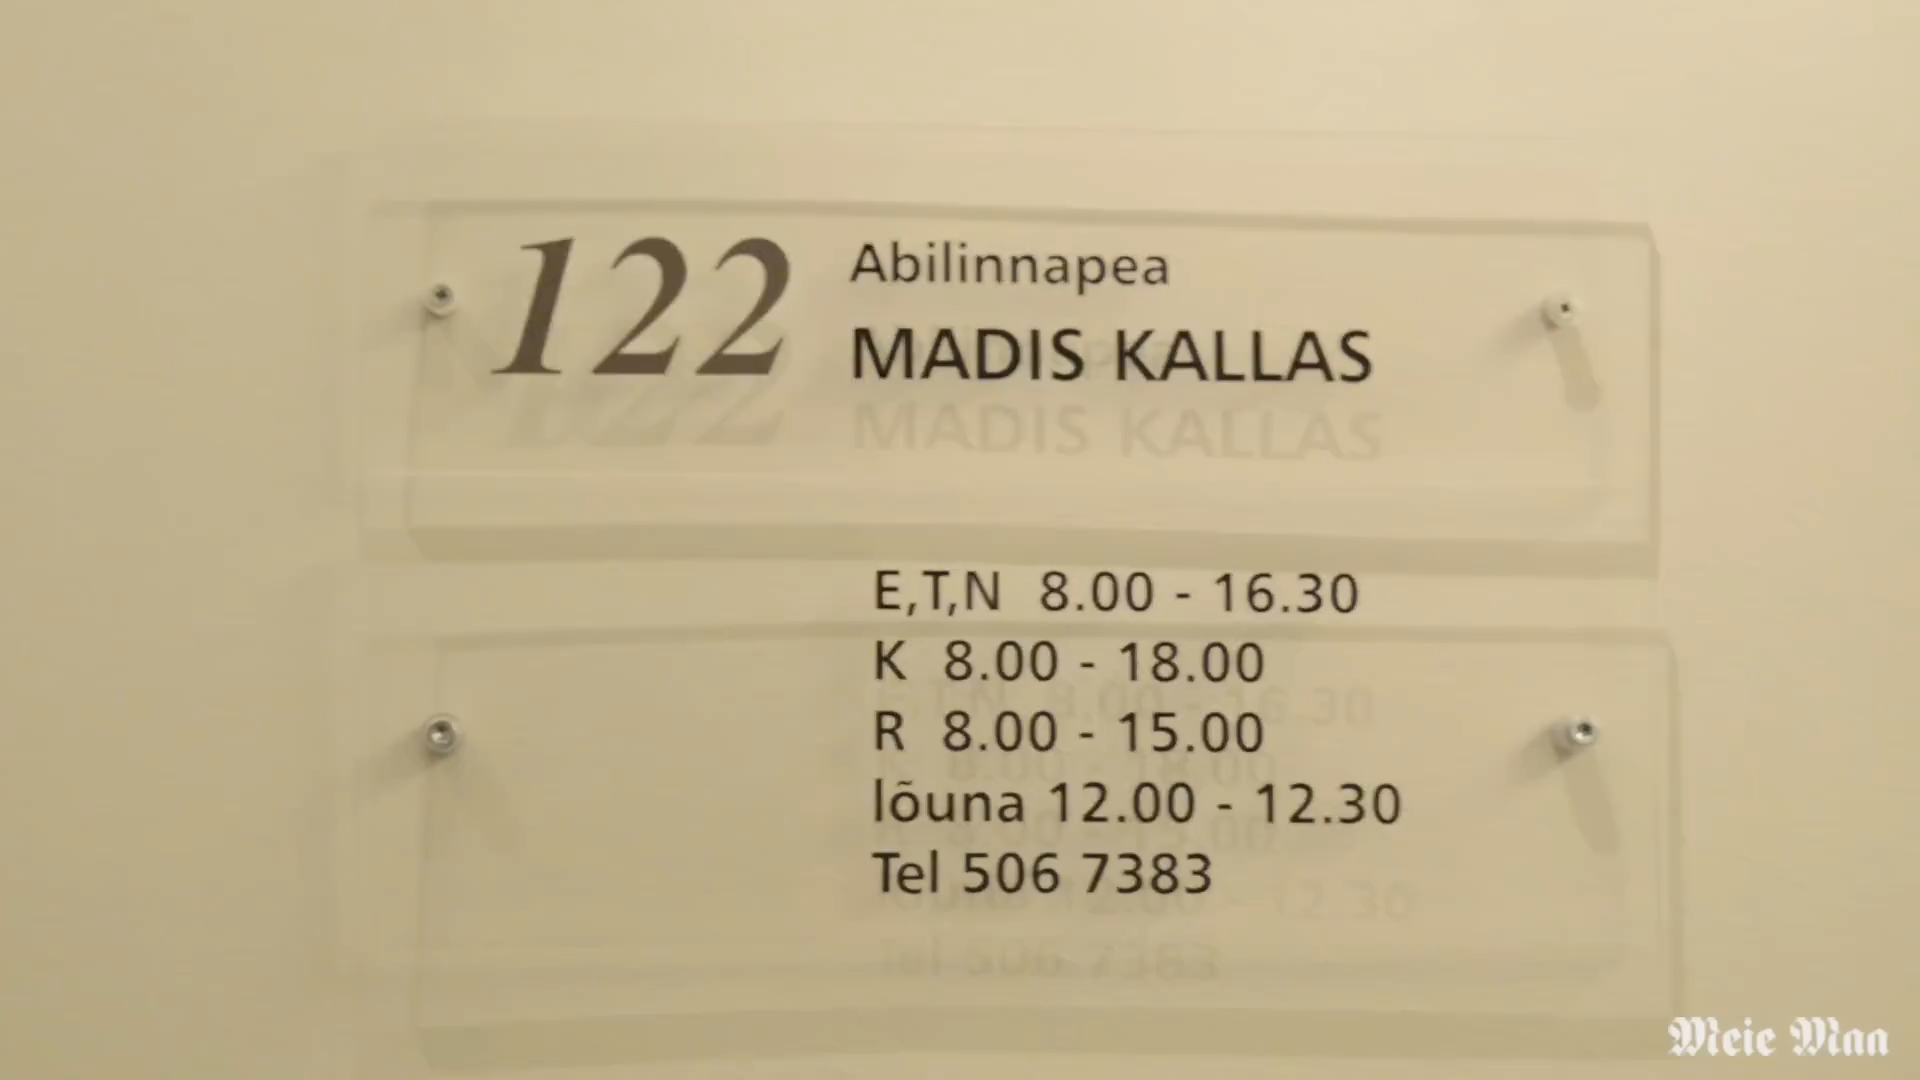 122
Abilinnapea
MADIS KALLAS
E,T,N 8.00 - 16.30
K 8.00 - 18.00
R 8.00 - 15.00
lõuna 12.00 - 12.30
Tel 506 7383
Meie Maa